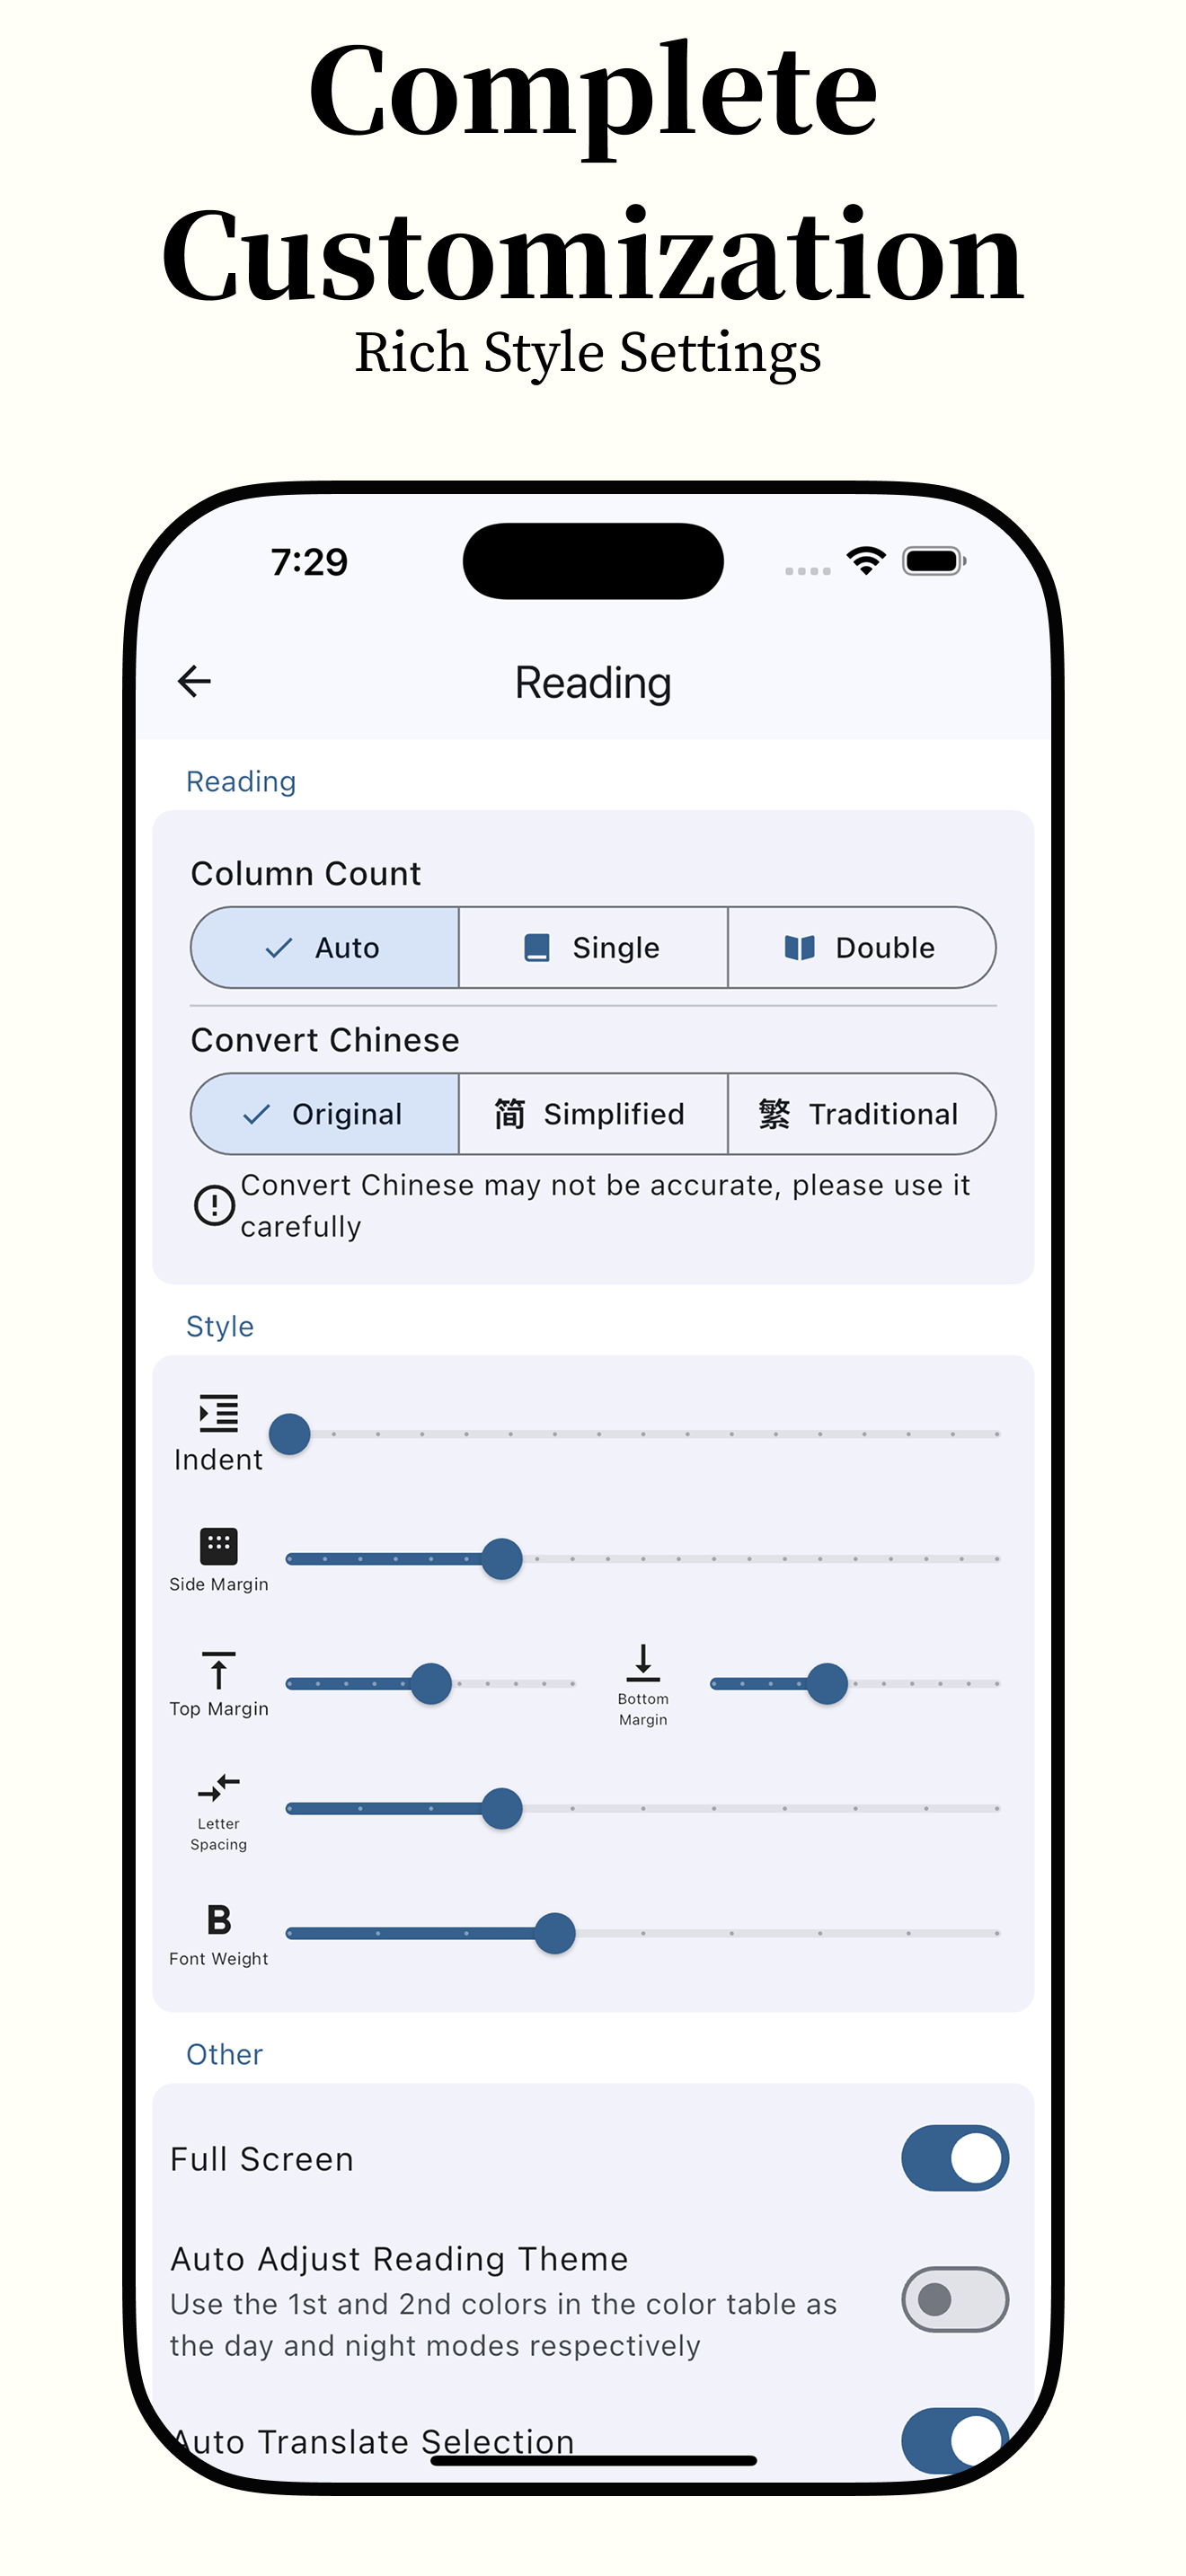 Complete
Customization
Rich Style Settings
7:29
Reading
Reading
Column Count
Auto
Single
Double
Convert Chinese
Original
简 Simplified
繁 Traditional
Convert Chinese may not be accurate, please use it
carefully
Style
Indent
Side Margin
Top Margin
Bottom
Margin
Letter
Spacing
B
Font Weight
Other
Full Screen
Auto Adjust Reading Theme
Use the 1st and 2nd colors in the color table as
the day and night modes respectively
Auto Translate Selection